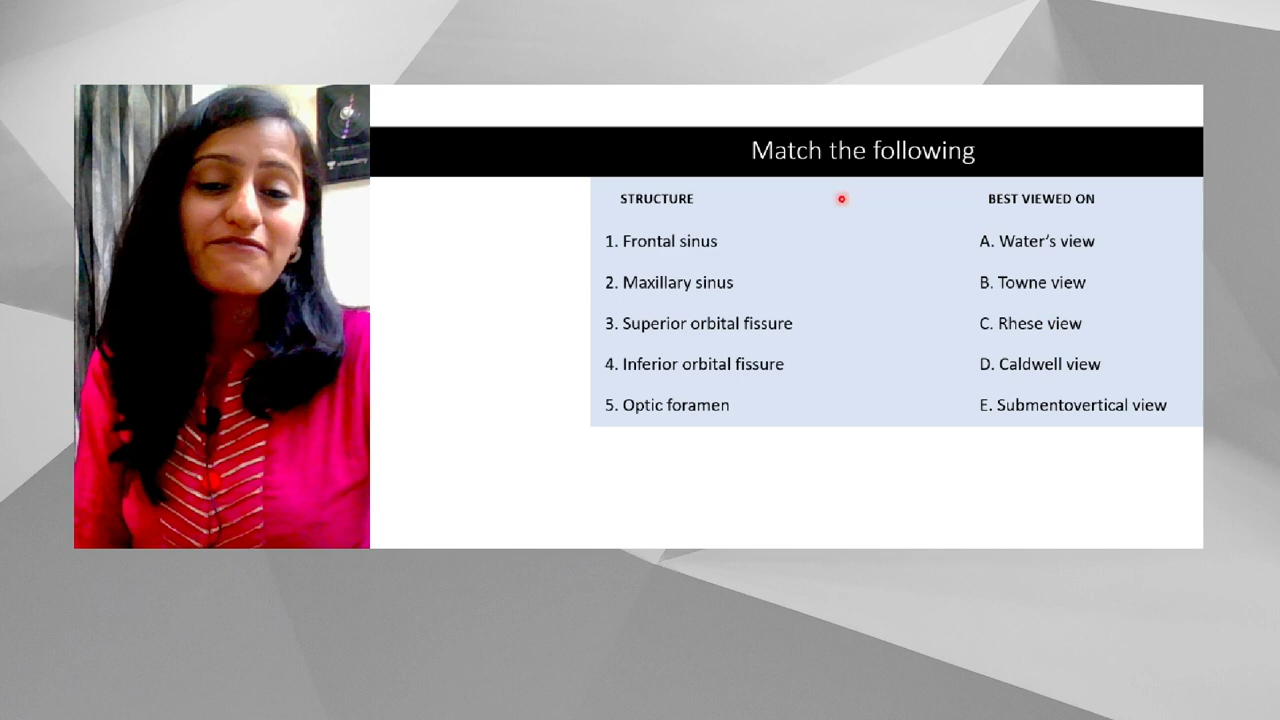 Match the following
STRUCTURE BEST VIEWED ON
1. Frontal sinus A. Water's view
2. Maxillary sinus B. Towne view
3. Superior orbital fissure C. Rhese view
4. Inferior orbital fissure D. Caldwell view
5. Optic foramen E. Submentovertical view